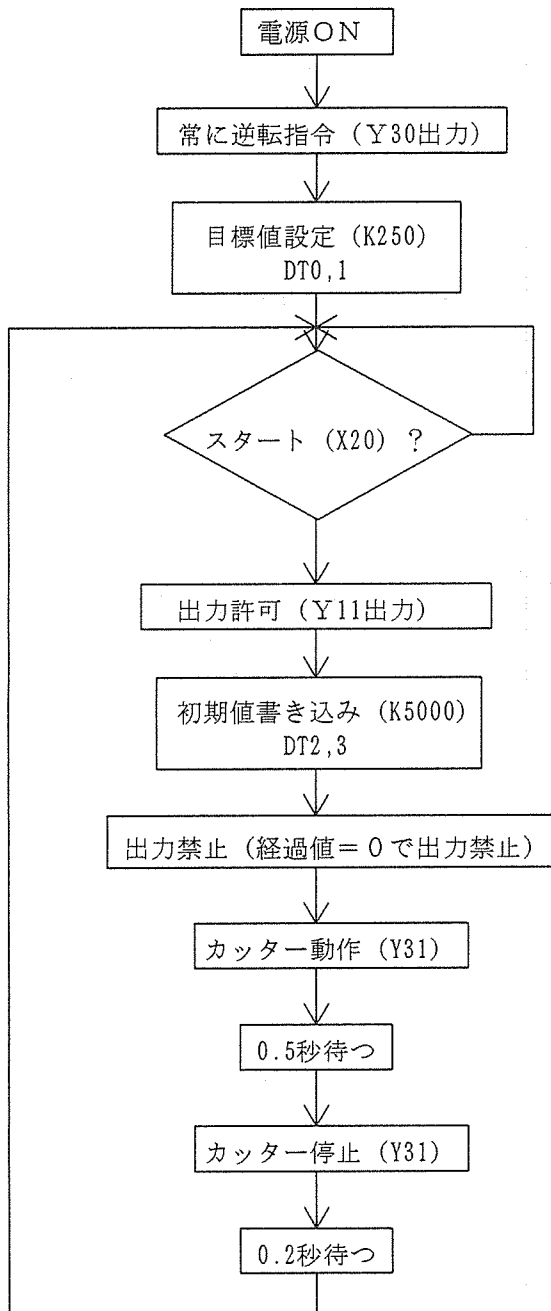 電源ON
常に逆転指令 (Y30出力)
目標値設定 (K250)
DT0,1
スタート (X20) ?
出力許可 (Y11出力)
初期値書き込み (K5000)
DT2,3
出力禁止 (経過値=0で出力禁止)
カッター動作 (Y31)
0.5秒待つ
カッター停止 (Y31)
0.2秒待つ